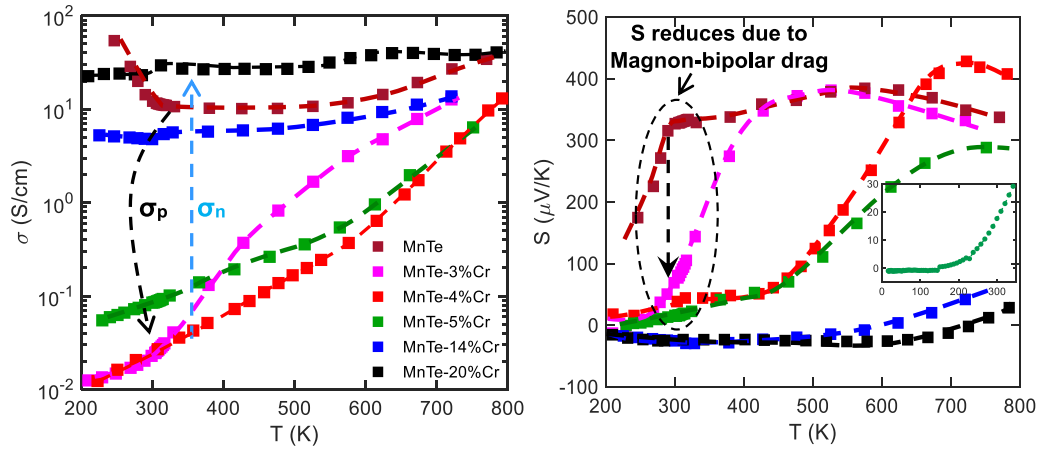 10²
10¹
10⁰
10⁻¹
10⁻²
σ (S/cm)
σp
σn
MnTe
MnTe-3%Cr
MnTe-4%Cr
MnTe-5%Cr
MnTe-14%Cr
MnTe-20%Cr
200 300 400 500 600 700 800
T (K)
500
400
300
200
100
0
-100
S (μV/K)
S reduces due to
Magnon-bipolar drag
30
20
10
0
0 100 200 300
200 300 400 500 600 700 800
T (K)